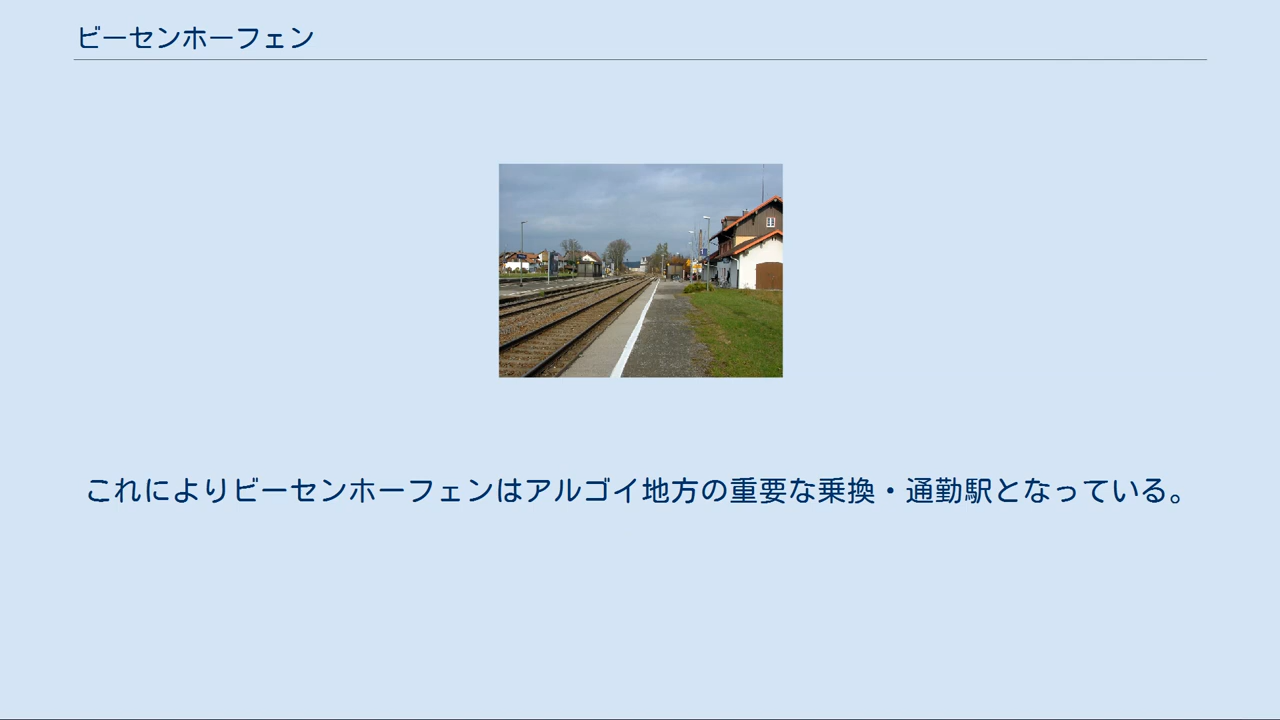 ビーセンホーフェン
これによりビーセンホーフェンはアルゴイ地方の重要な乗換・通勤駅となっている。